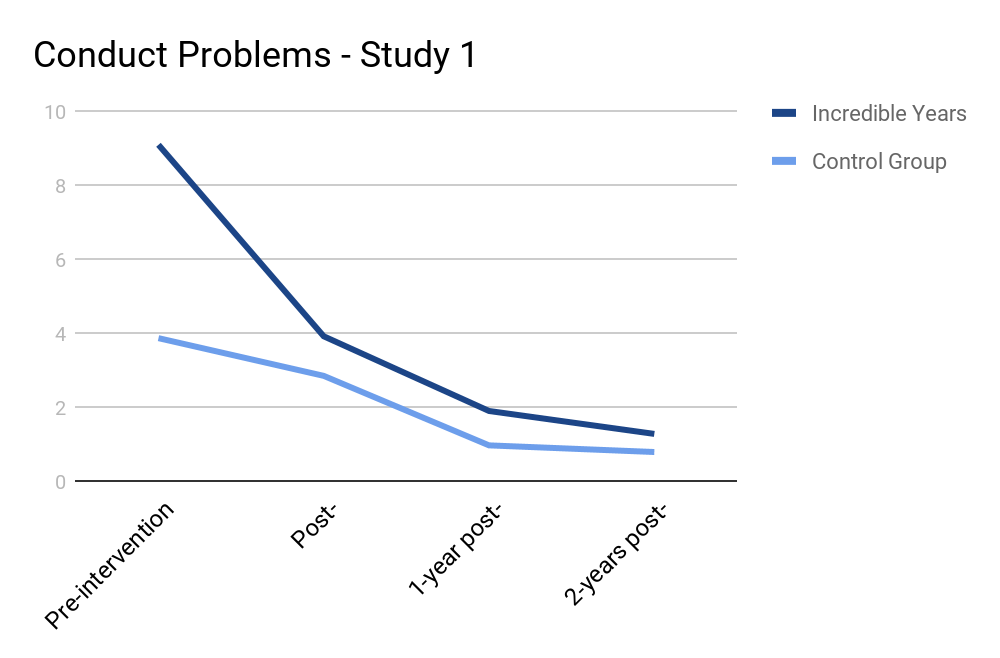 Conduct Problems - Study 1
Incredible Years
Control Group
10
8
6
4
2
0
Pre-intervention
Post-
1-year post-
2-years post-